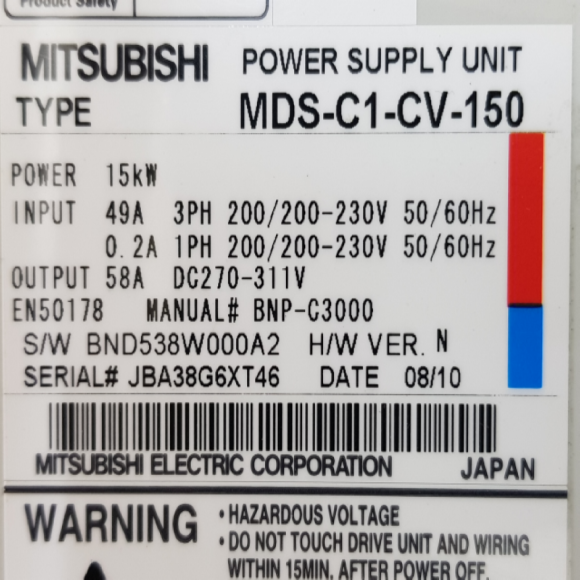 Product Safety
MITSUBISHI POWER SUPPLY UNIT
TYPE MDS-C1-CV-150
POWER 15kW
INPUT 49A 3PH 200/200-230V 50/60Hz
0.2A 1PH 200/200-230V 50/60Hz
OUTPUT 58A DC270-311V
EN50178 MANUAL# BNP-C3000
S/W BND538W000A2 H/W VER. N
SERIAL# JBA38G6XT46 DATE 08/10
MITSUBISHI ELECTRIC CORPORATION JAPAN
WARNING
・HAZARDOUS VOLTAGE
・DO NOT TOUCH DRIVE UNIT AND WIRING
WITHIN 15MIN. AFTER POWER OFF.